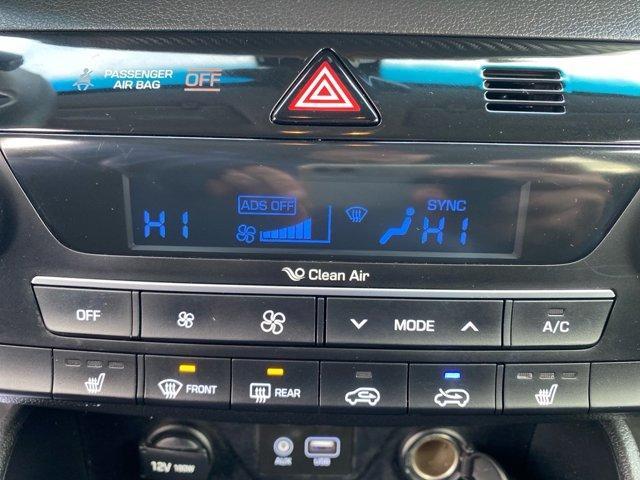 PASSENGER
AIR BAG OFF
ADS OFF
SYNC
HI
HI
Clean Air
OFF
MODE
A/C
FRONT
REAR
12V 180W
AUX
USB